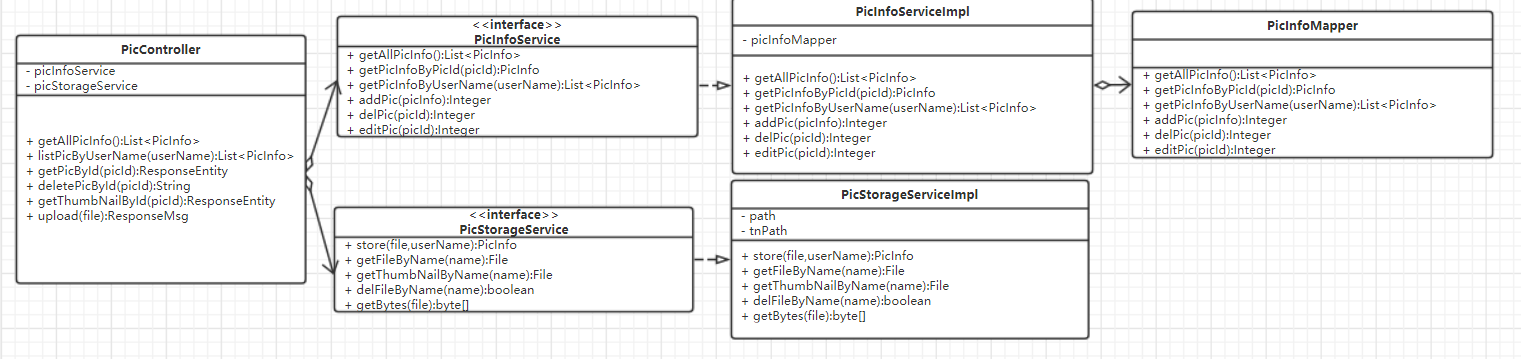 PicController
- picInfoService
- picStorageService
+ getAllPicInfo():List<PicInfo>
+ listPicByUserName(userName):List<PicInfo>
+ getPicById(picId):ResponseEntity
+ deletePicById(picId):String
+ getThumbNailById(picId):ResponseEntity
+ upload(file):ResponseMsg
<<interface>>
PicInfoService
+ getAllPicInfo():List<PicInfo>
+ getPicInfoByPicId(picId):PicInfo
+ getPicInfoByUserName(userName):List<PicInfo>
+ addPic(picInfo):Integer
+ delPic(picId):Integer
+ editPic(picId):Integer
<<interface>>
PicStorageService
+ store(file,userName):PicInfo
+ getFileByName(name):File
+ getThumbNailByName(name):File
+ delFileByName(name):boolean
+ getBytes(file):byte[]
PicInfoServiceImpl
- picInfoMapper
+ getAllPicInfo():List<PicInfo>
+ getPicInfoByPicId(picId):PicInfo
+ getPicInfoByUserName(userName):List<PicInfo>
+ addPic(picInfo):Integer
+ delPic(picId):Integer
+ editPic(picId):Integer
PicStorageServiceImpl
- path
- tnPath
+ store(file,userName):PicInfo
+ getFileByName(name):File
+ getThumbNailByName(name):File
+ delFileByName(name):boolean
+ getBytes(file):byte[]
PicInfoMapper
+ getAllPicInfo():List<PicInfo>
+ getPicInfoByPicId(picId):PicInfo
+ getPicInfoByUserName(userName):List<PicInfo>
+ addPic(picInfo):Integer
+ delPic(picId):Integer
+ editPic(picId):Integer